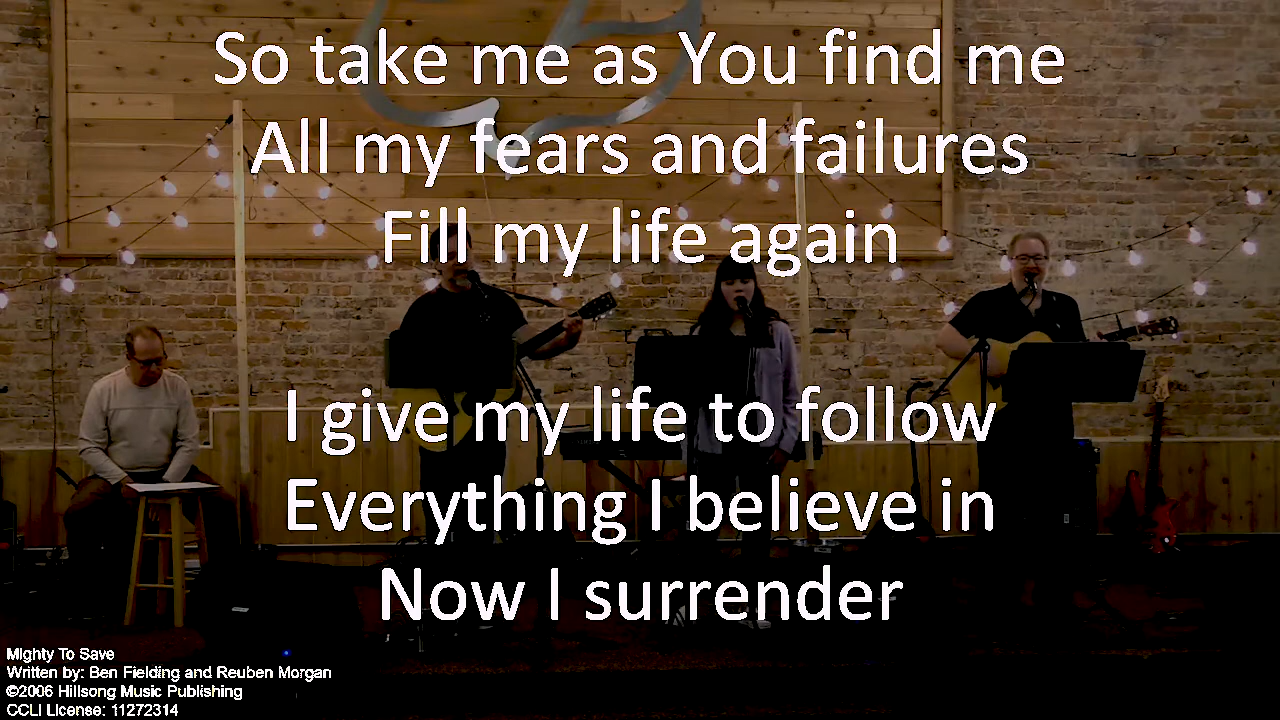 So take me as You find me
All my fears and failures
Fill my life again
I give my life to follow
Everything I believe in
Now I surrender
Mighty To Save
Written by: Ben Fielding and Reuben Morgan
©2006 Hillsong Music Publishing
CCLI License: 11272314